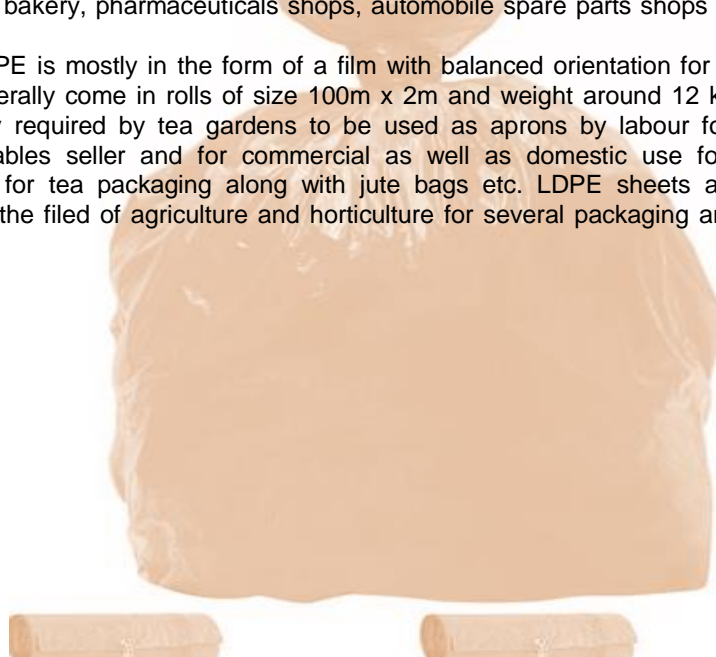 bakery, pharmaceuticals shops, automobile spare parts shops
PE is mostly in the form of a film with balanced orientation for
erally come in rolls of size 100m x 2m and weight around 12 k
required by tea gardens to be used as aprons by labour fo
ables seller and for commercial as well as domestic use fo
for tea packaging along with jute bags etc. LDPE sheets a
the filed of agriculture and horticulture for several packaging a